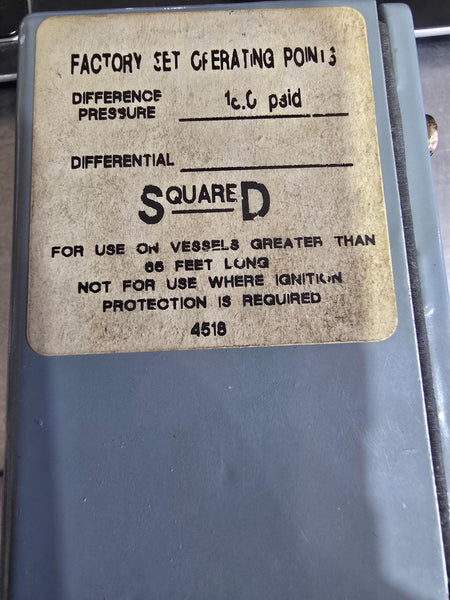 FACTORY SET OPERATING POINTS
DIFFERENCE
PRESSURE psid
DIFFERENTIAL
SQUARE D
FOR USE ON VESSELS GREATER THAN
FEET LONG
NOT FOR USE WHERE IGNITION
PROTECTION IS REQUIRED
4518